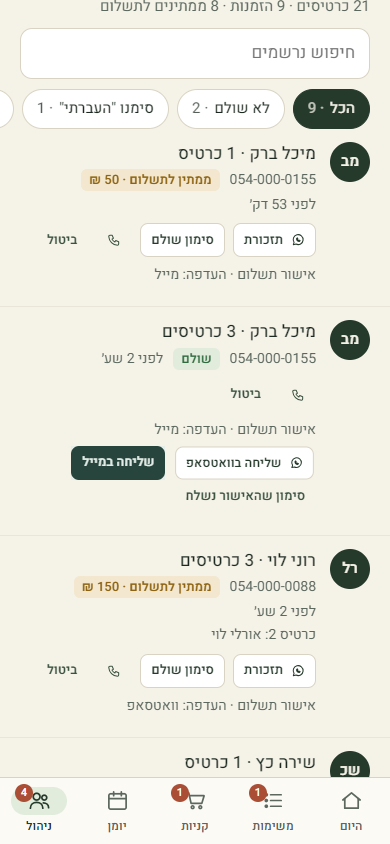 21 כרטיסים · 9 הזמנות · 8 ממתינים לתשלום
חיפוש נרשמים
הכל · 9
לא שולם · 2
סימנו "העברתי" · 1
מב
מיכל ברק · 1 כרטיס
054-000-0155 ממתין לתשלום · 50 ₪
לפני 53 דק׳
תזכורת סימון שולם ביטול
אישור תשלום · העדפה: מייל
מב
מיכל ברק · 3 כרטיסים
054-000-0155 שולם לפני 2 שע׳
ביטול
אישור תשלום · העדפה: מייל
שליחה בוואטסאפ שליחה במייל
סימון שהאישור נשלח
רל
רוני לוי · 3 כרטיסים
054-000-0088 ממתין לתשלום · 150 ₪
לפני 2 שע׳
כרטיס 2: אורלי לוי
תזכורת סימון שולם ביטול
אישור תשלום · העדפה: וואטסאפ
שכ
שירה כץ · 1 כרטיס
1 1 4
היום משימות קניות יומן ניהול